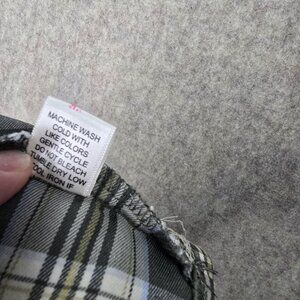 MACHINE WASH
COLD WITH
LIKE COLORS
GENTLE CYCLE
DO NOT BLEACH
TUMBLE DRY LOW
COOL IRON IF